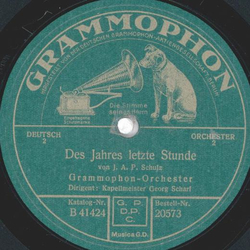 GRAMMOPHON
Die Stimme
seines Herrn
DEUTSCH
2
ORCHESTER
Des Jahres letzte Stunde
von J. A. P. Schulz
Grammophon-Orchester
Dirigent: Kapellmeister Georg Scharf
Katalog-Nr.
B 41424
G. P.
D.P.
C.
Bestell-Nr.
20573
Musica G.D.